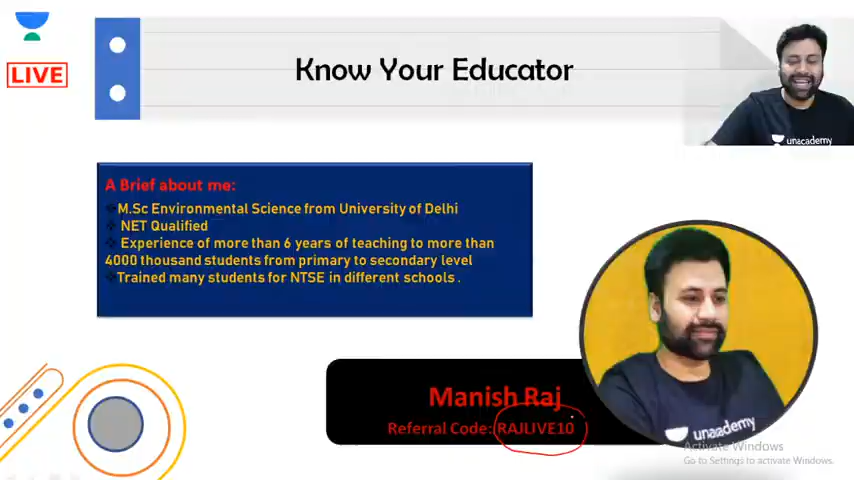 LIVE
Know Your Educator
unacademy
A Brief about me:
M.Sc Environmental Science from University of Delhi
NET Qualified
Experience of more than 6 years of teaching to more than
4000 thousand students from primary to secondary level
Trained many students for NTSE in different schools .
Manish Raj
Referral Code: RAJLIVE10
unacademy
Activate Windows
Go to Settings to activate Windows.